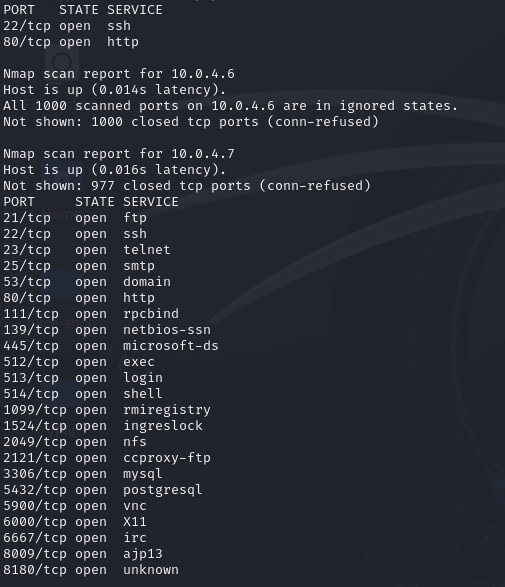 PORT   STATE SERVICE
22/tcp open  ssh
80/tcp open  http

Nmap scan report for 10.0.4.6
Host is up (0.014s latency).
All 1000 scanned ports on 10.0.4.6 are in ignored states.
Not shown: 1000 closed tcp ports (conn-refused)

Nmap scan report for 10.0.4.7
Host is up (0.016s latency).
Not shown: 977 closed tcp ports (conn-refused)
PORT     STATE SERVICE
21/tcp   open  ftp
22/tcp   open  ssh
23/tcp   open  telnet
25/tcp   open  smtp
53/tcp   open  domain
80/tcp   open  http
111/tcp  open  rpcbind
139/tcp  open  netbios-ssn
445/tcp  open  microsoft-ds
512/tcp  open  exec
513/tcp  open  login
514/tcp  open  shell
1099/tcp open  rmiregistry
1524/tcp open  ingreslock
2049/tcp open  nfs
2121/tcp open  ccproxy-ftp
3306/tcp open  mysql
5432/tcp open  postgresql
5900/tcp open  vnc
6000/tcp open  X11
6667/tcp open  irc
8009/tcp open  ajp13
8180/tcp open  unknown